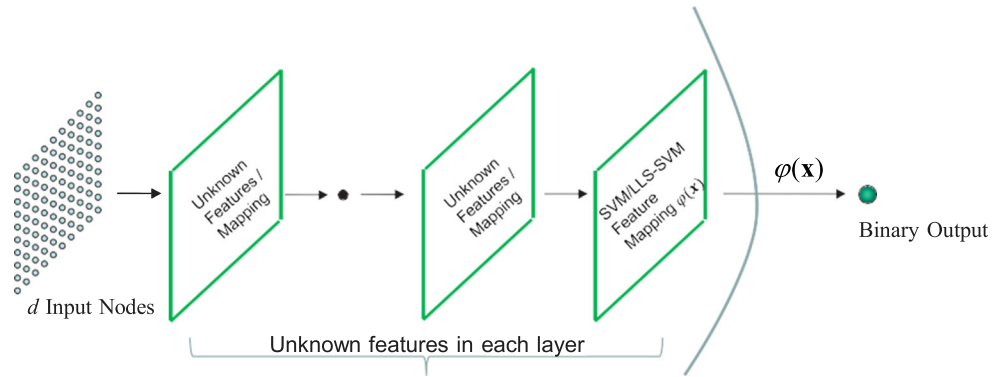 d Input Nodes
Unknown
Features /
Mapping
Unknown
Features /
Mapping
SVM/LLS-SVM
Feature
Mapping φ(x)
φ(x)
Binary Output
Unknown features in each layer